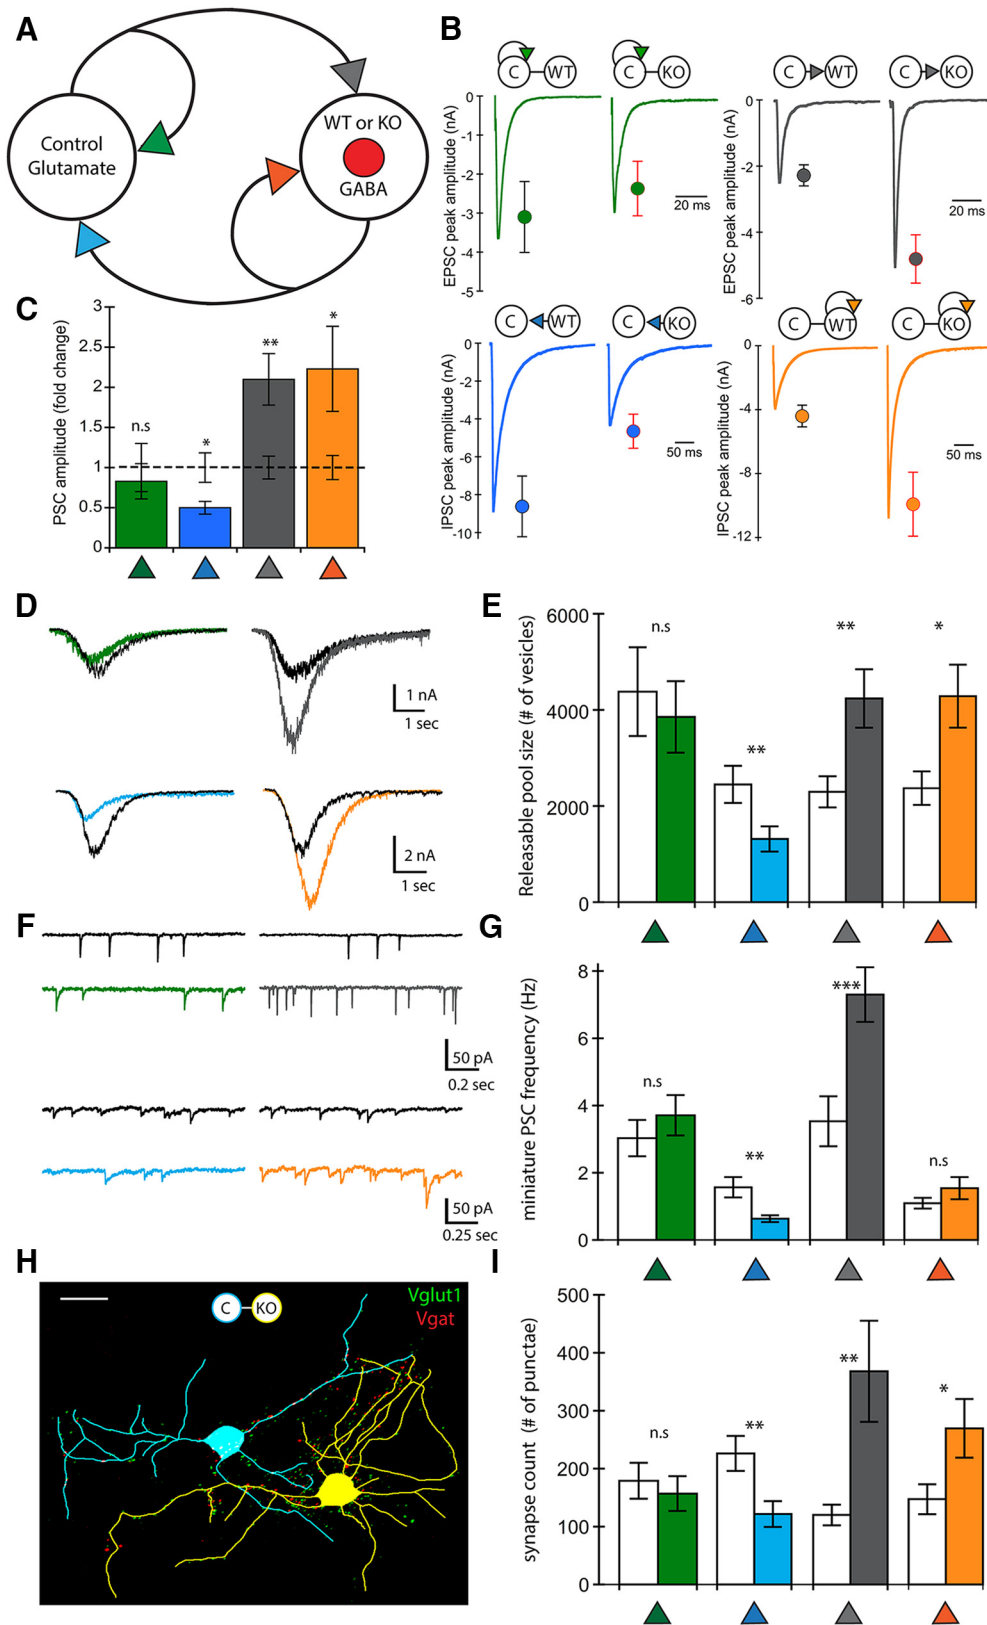 A
Control
Glutamate
WT or KO
GABA
B
C
WT
C
KO
C
WT
C
KO
EPSC peak amplitude (nA)
0
-1
-2
-3
-4
-5
20 ms
EPSC peak amplitude (nA)
0
-2
-4
-6
20 ms
C
WT
C
KO
C
WT
C
KO
IPSC peak amplitude (nA)
0
-2
-4
-6
-8
-10
50 ms
IPSC peak amplitude (nA)
0
-4
-8
-12
50 ms
C
PSC amplitude (fold change)
3
2.5
2
1.5
1
0.5
0
n.s
*
**
*
D
1 nA
1 sec
2 nA
1 sec
E
Releasable pool size (# of vesicles)
6000
4000
2000
0
n.s
**
**
*
F
50 pA
0.2 sec
50 pA
0.25 sec
G
miniature PSC frequency (Hz)
8
6
4
2
0
n.s
**
***
n.s
H
C
KO
Vglut1
Vgat
I
synapse count (# of punctae)
500
400
300
200
100
0
n.s
**
**
*